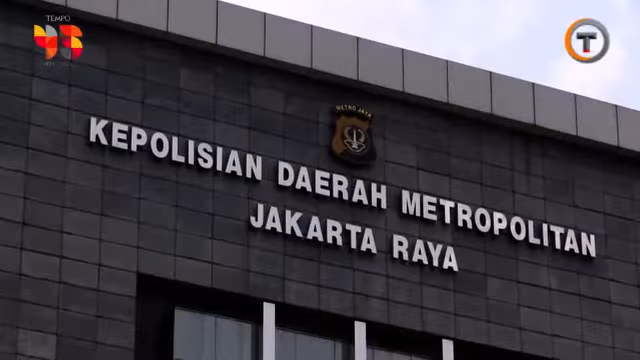 TEMPO
T
METRO JAYA
KEPOLISIAN DAERAH METROPOLITAN
JAKARTA RAYA